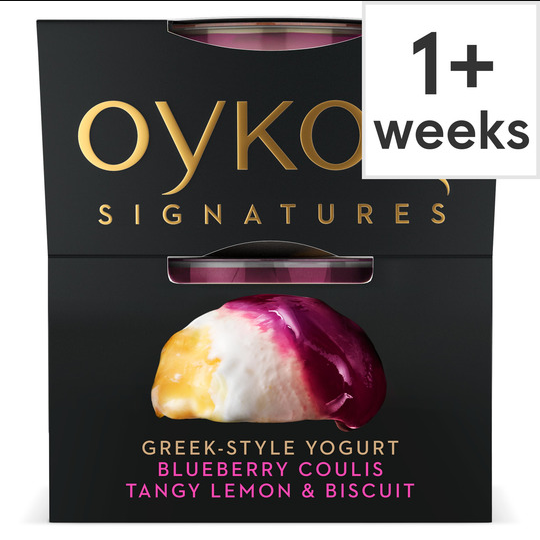 1+
weeks
OYKO
SIGNATURES
GREEK-STYLE YOGURT
BLUEBERRY COULIS
TANGY LEMON & BISCUIT